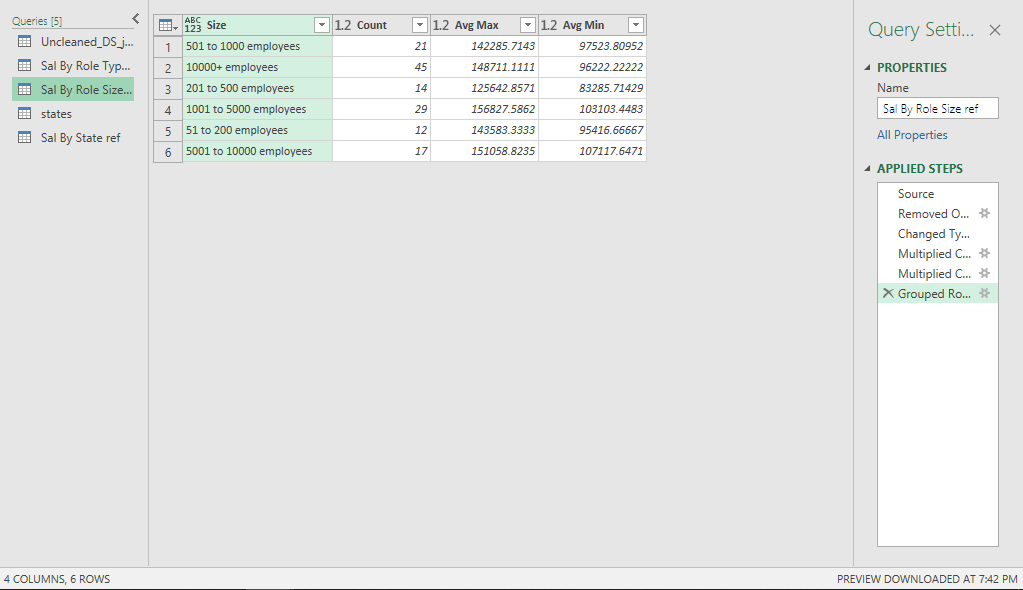 Queries [5]
Uncleaned_DS_j...
Sal By Role Typ...
Sal By Role Size...
states
Sal By State ref
ABC 123 Size 1.2 Count 1.2 Avg Max 1.2 Avg Min
1 501 to 1000 employees 21 142285.7143 97523.80952
2 10000+ employees 45 148711.1111 96222.22222
3 201 to 500 employees 14 125642.8571 83285.71429
4 1001 to 5000 employees 29 156827.5862 103103.4483
5 51 to 200 employees 12 143583.3333 95416.66667
6 5001 to 10000 employees 17 151058.8235 107117.6471
Query Setti...
PROPERTIES
Name
Sal By Role Size ref
All Properties
APPLIED STEPS
Source
Removed O...
Changed Ty...
Multiplied C...
Multiplied C...
Grouped Ro...
4 COLUMNS, 6 ROWS
PREVIEW DOWNLOADED AT 7:42 PM